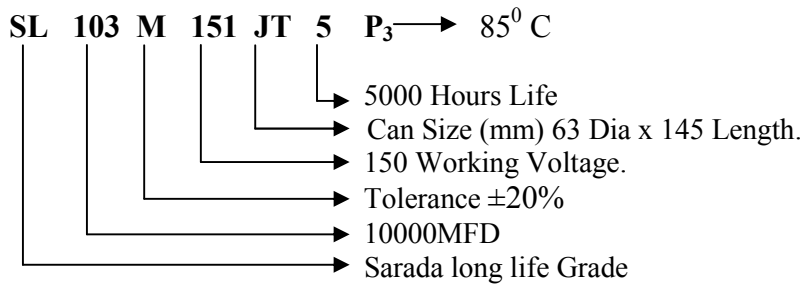 SL 103 M 151 JT 5 P₃ 85⁰ C
5000 Hours Life
Can Size (mm) 63 Dia x 145 Length.
150 Working Voltage.
Tolerance ±20%
10000MFD
Sarada long life Grade